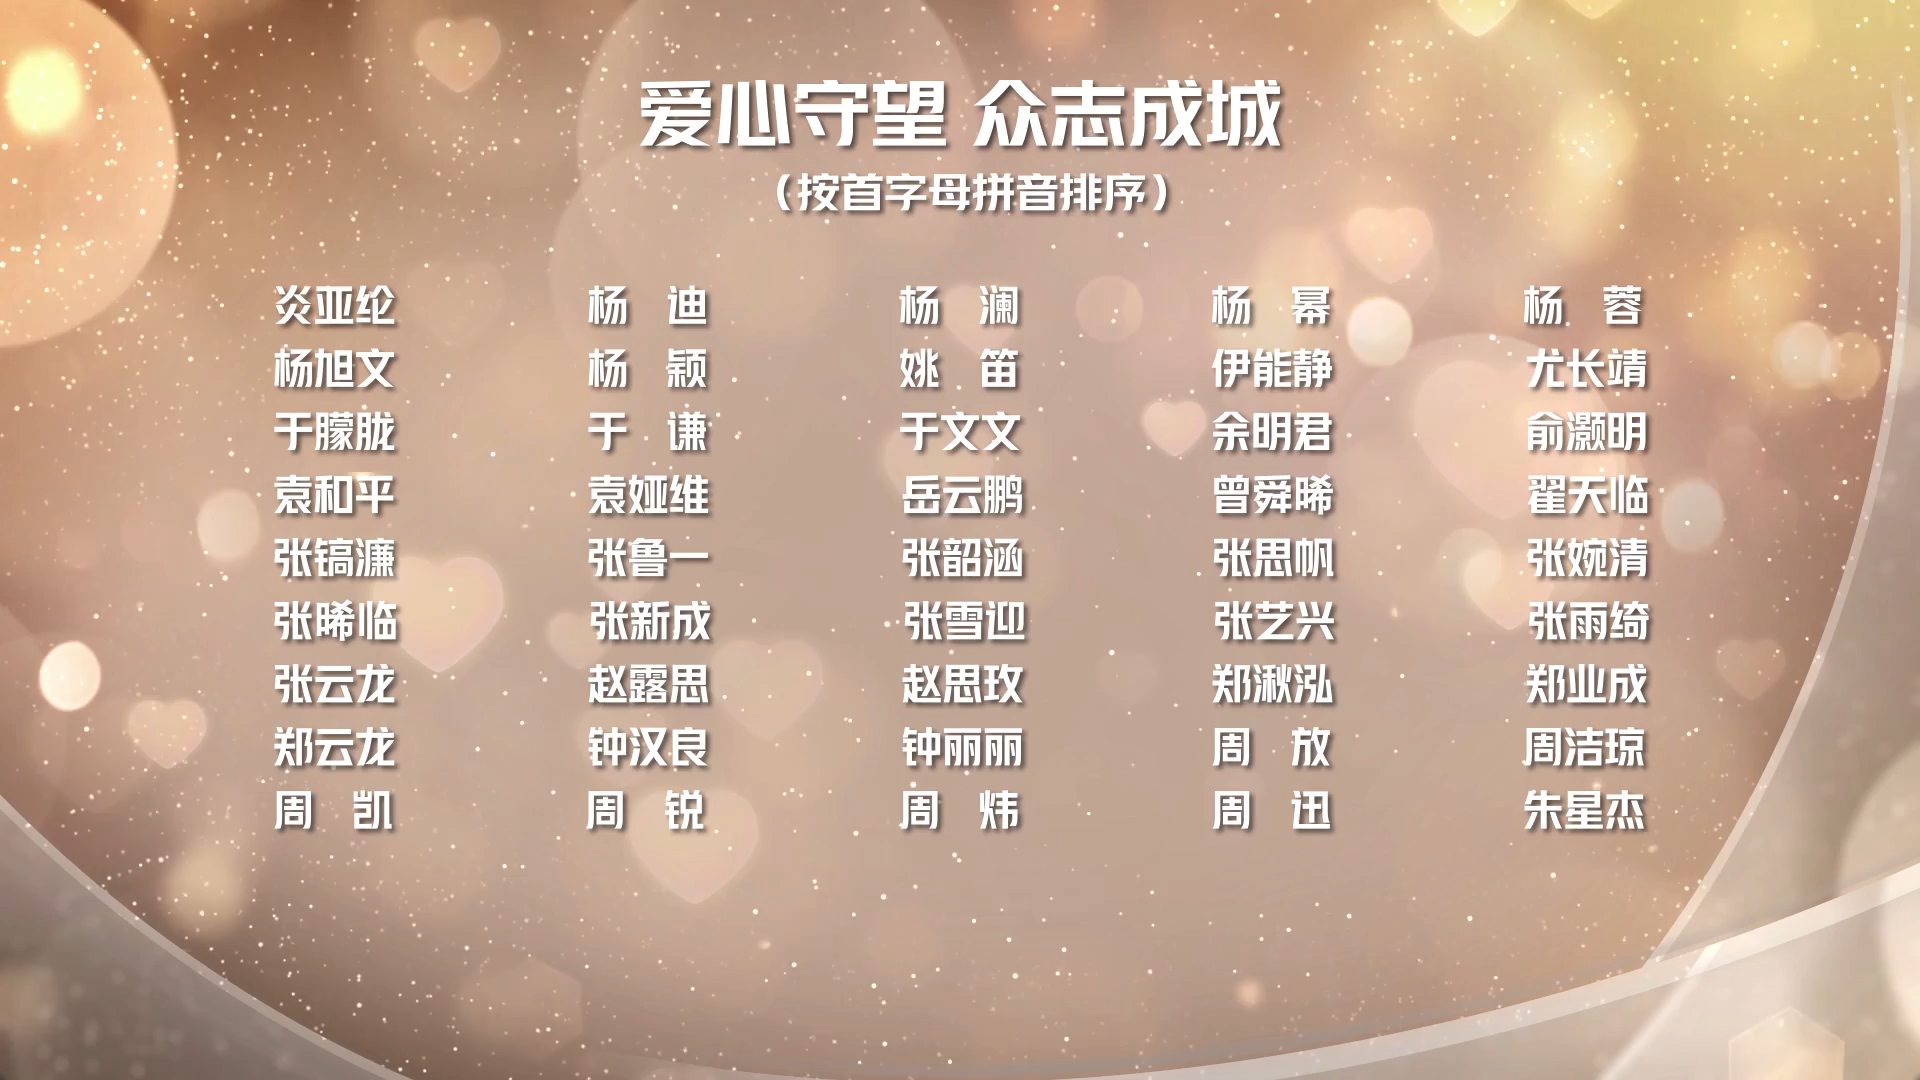 爱心守望 众志成城
（按首字母拼音排序）
炎亚纶 杨迪 杨澜 杨幂 杨蓉
杨旭文 杨颖 姚笛 伊能静 尤长靖
于朦胧 于谦 于文文 余明君 俞灏明
袁和平 袁娅维 岳云鹏 曾舜晞 翟天临
张镐濂 张鲁一 张韶涵 张思帆 张婉清
张晞临 张新成 张雪迎 张艺兴 张雨绮
张云龙 赵露思 赵思玫 郑湫泓 郑业成
郑云龙 钟汉良 钟丽丽 周放 周洁琼
周凯 周锐 周炜 周迅 朱星杰